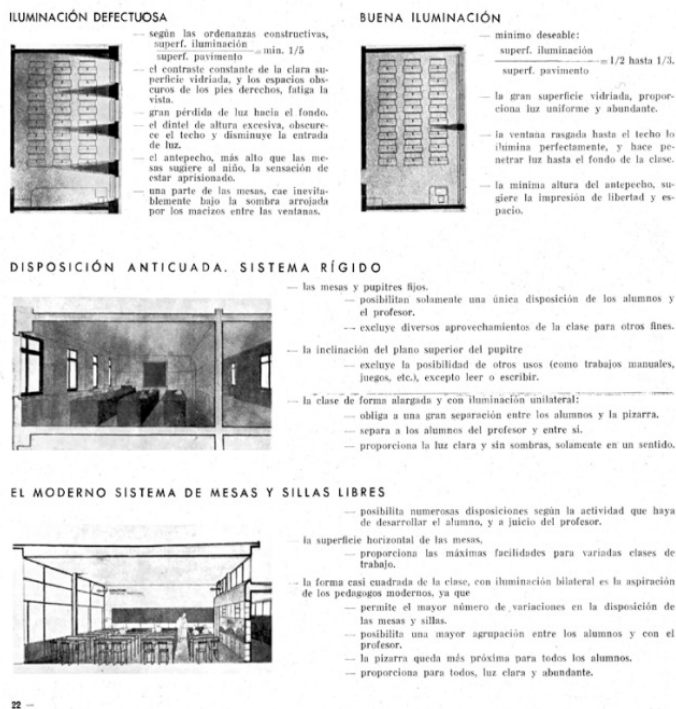 ILUMINACIÓN DEFECTUOSA
— según las ordenanzas constructivas,
superf. iluminación
superf. pavimento = min. 1/5
— el contraste constante de la clara su-
perficie vidriada, y los espacios obs-
curos de los pies derechos, fatiga la
vista.
— gran pérdida de luz hacia el fondo.
— el dintel de altura excesiva, obscure-
ce el techo y disminuye la entrada
de luz.
— el antepecho, más alto que las me-
sas sugiere al niño, la sensación de
estar aprisionado.
— una parte de las mesas, cae inevita-
blemente bajo la sombra arrojada
por los macizos entre las ventanas.
BUENA ILUMINACIÓN
— mínimo deseable:
superf. iluminación
superf. pavimento = 1/2 hasta 1/3.
— la gran superficie vidriada, propor-
ciona luz uniforme y abundante.
— la ventana rasgada hasta el techo lo
ilumina perfectamente, y hace pe-
netrar luz hasta el fondo de la clase.
— la mínima altura del antepecho, su-
giere la impresión de libertad y es-
pacio.
DISPOSICIÓN ANTICUADA. SISTEMA RÍGIDO
— las mesas y pupitres fijos.
— posibilitan solamente una única disposición de los alumnos y
el profesor.
— excluye diversos aprovechamientos de la clase para otros fines.
— la inclinación del plano superior del pupitre
— excluye la posibilidad de otros usos (como trabajos manuales,
juegos, etc.), excepto leer o escribir.
— la clase de forma alargada y con iluminación unilateral:
— obliga a una gran separación entre los alumnos y la pizarra.
— separa a los alumnos del profesor y entre sí.
— proporciona la luz clara y sin sombras, solamente en un sentido.
EL MODERNO SISTEMA DE MESAS Y SILLAS LIBRES
— posibilita numerosas disposiciones según la actividad que haya
de desarrollar el alumno, y a juicio del profesor.
— la superficie horizontal de las mesas,
— proporciona las máximas facilidades para variadas clases de
trabajo.
— la forma casi cuadrada de la clase, con iluminación bilateral es la aspiración
de los pedagogos modernos, ya que
— permite el mayor número de variaciones en la disposición de
las mesas y sillas.
— posibilita una mayor agrupación entre los alumnos y con el
profesor.
— la pizarra queda más próxima para todos los alumnos.
— proporciona para todos, luz clara y abundante.
22 —